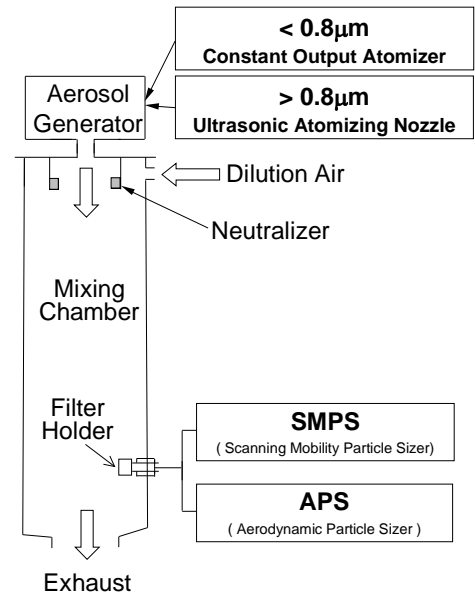 < 0.8μm
Constant Output Atomizer
> 0.8μm
Ultrasonic Atomizing Nozzle
Aerosol
Generator
Dilution Air
Neutralizer
Mixing
Chamber
Filter
Holder
SMPS
( Scanning Mobility Particle Sizer)
APS
( Aerodynamic Particle Sizer )
Exhaust